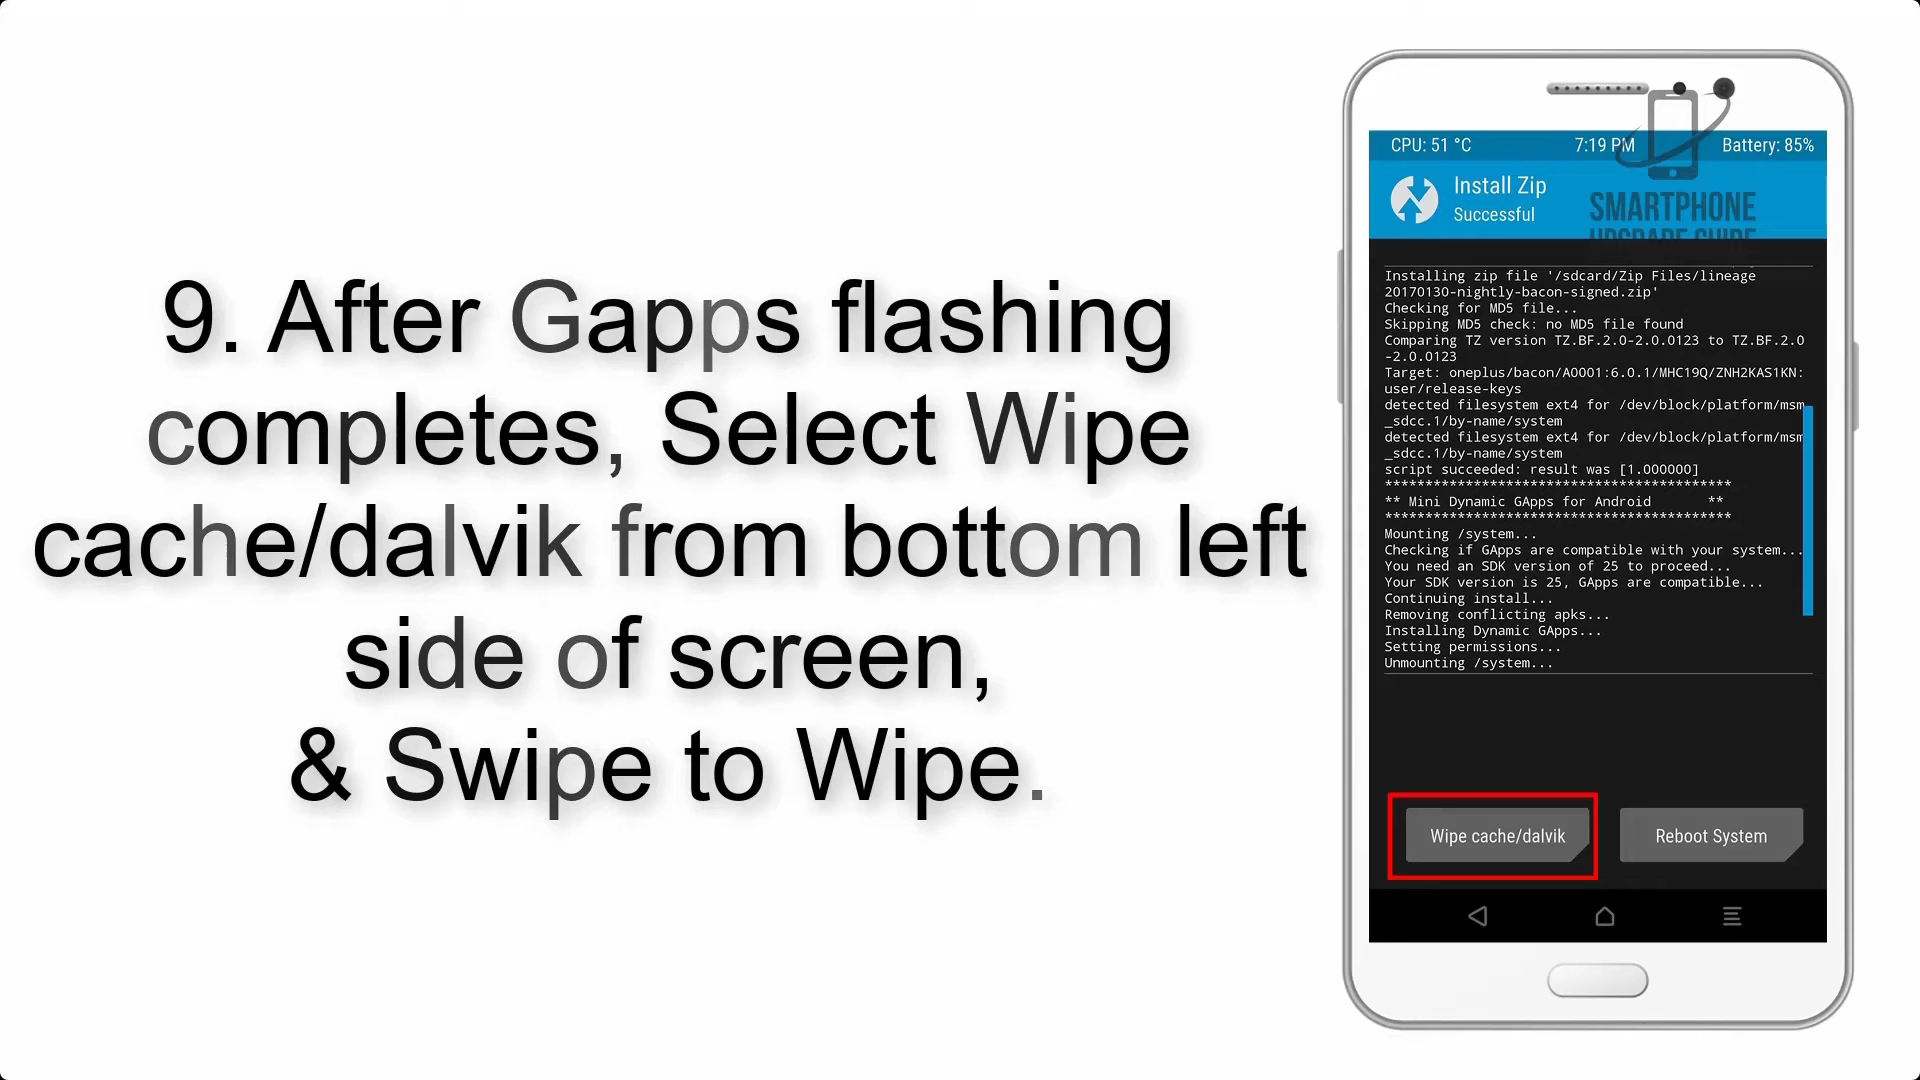 9. After Gapps flashing
completes, Select Wipe
cache/dalvik from bottom left
side of screen,
& Swipe to Wipe.
CPU: 51 °C 7:19 PM Battery: 85%
Install Zip
Successful
SMARTPHONE
UPGRADE GUIDE
Installing zip file '/sdcard/Zip Files/lineage
20170130-nightly-bacon-signed.zip'
Checking for MD5 file...
Skipping MD5 check: no MD5 file found
Comparing TZ version TZ.BF.2.0-2.0.0123 to TZ.BF.2.0
-2.0.0123
Target: oneplus/bacon/A0001:6.0.1/MHC19Q/ZNH2KAS1KN:
user/release-keys
detected filesystem ext4 for /dev/block/platform/msm
_sdcc.1/by-name/system
detected filesystem ext4 for /dev/block/platform/msm
_sdcc.1/by-name/system
script succeeded: result was [1.000000]
*******************************************
** Mini Dynamic GApps for Android **
*******************************************
Mounting /system...
Checking if GApps are compatible with your system...
You need an SDK version of 25 to proceed...
Your SDK version is 25, GApps are compatible...
Continuing install...
Removing conflicting apks...
Installing Dynamic GApps...
Setting permissions...
Unmounting /system...
Wipe cache/dalvik Reboot System